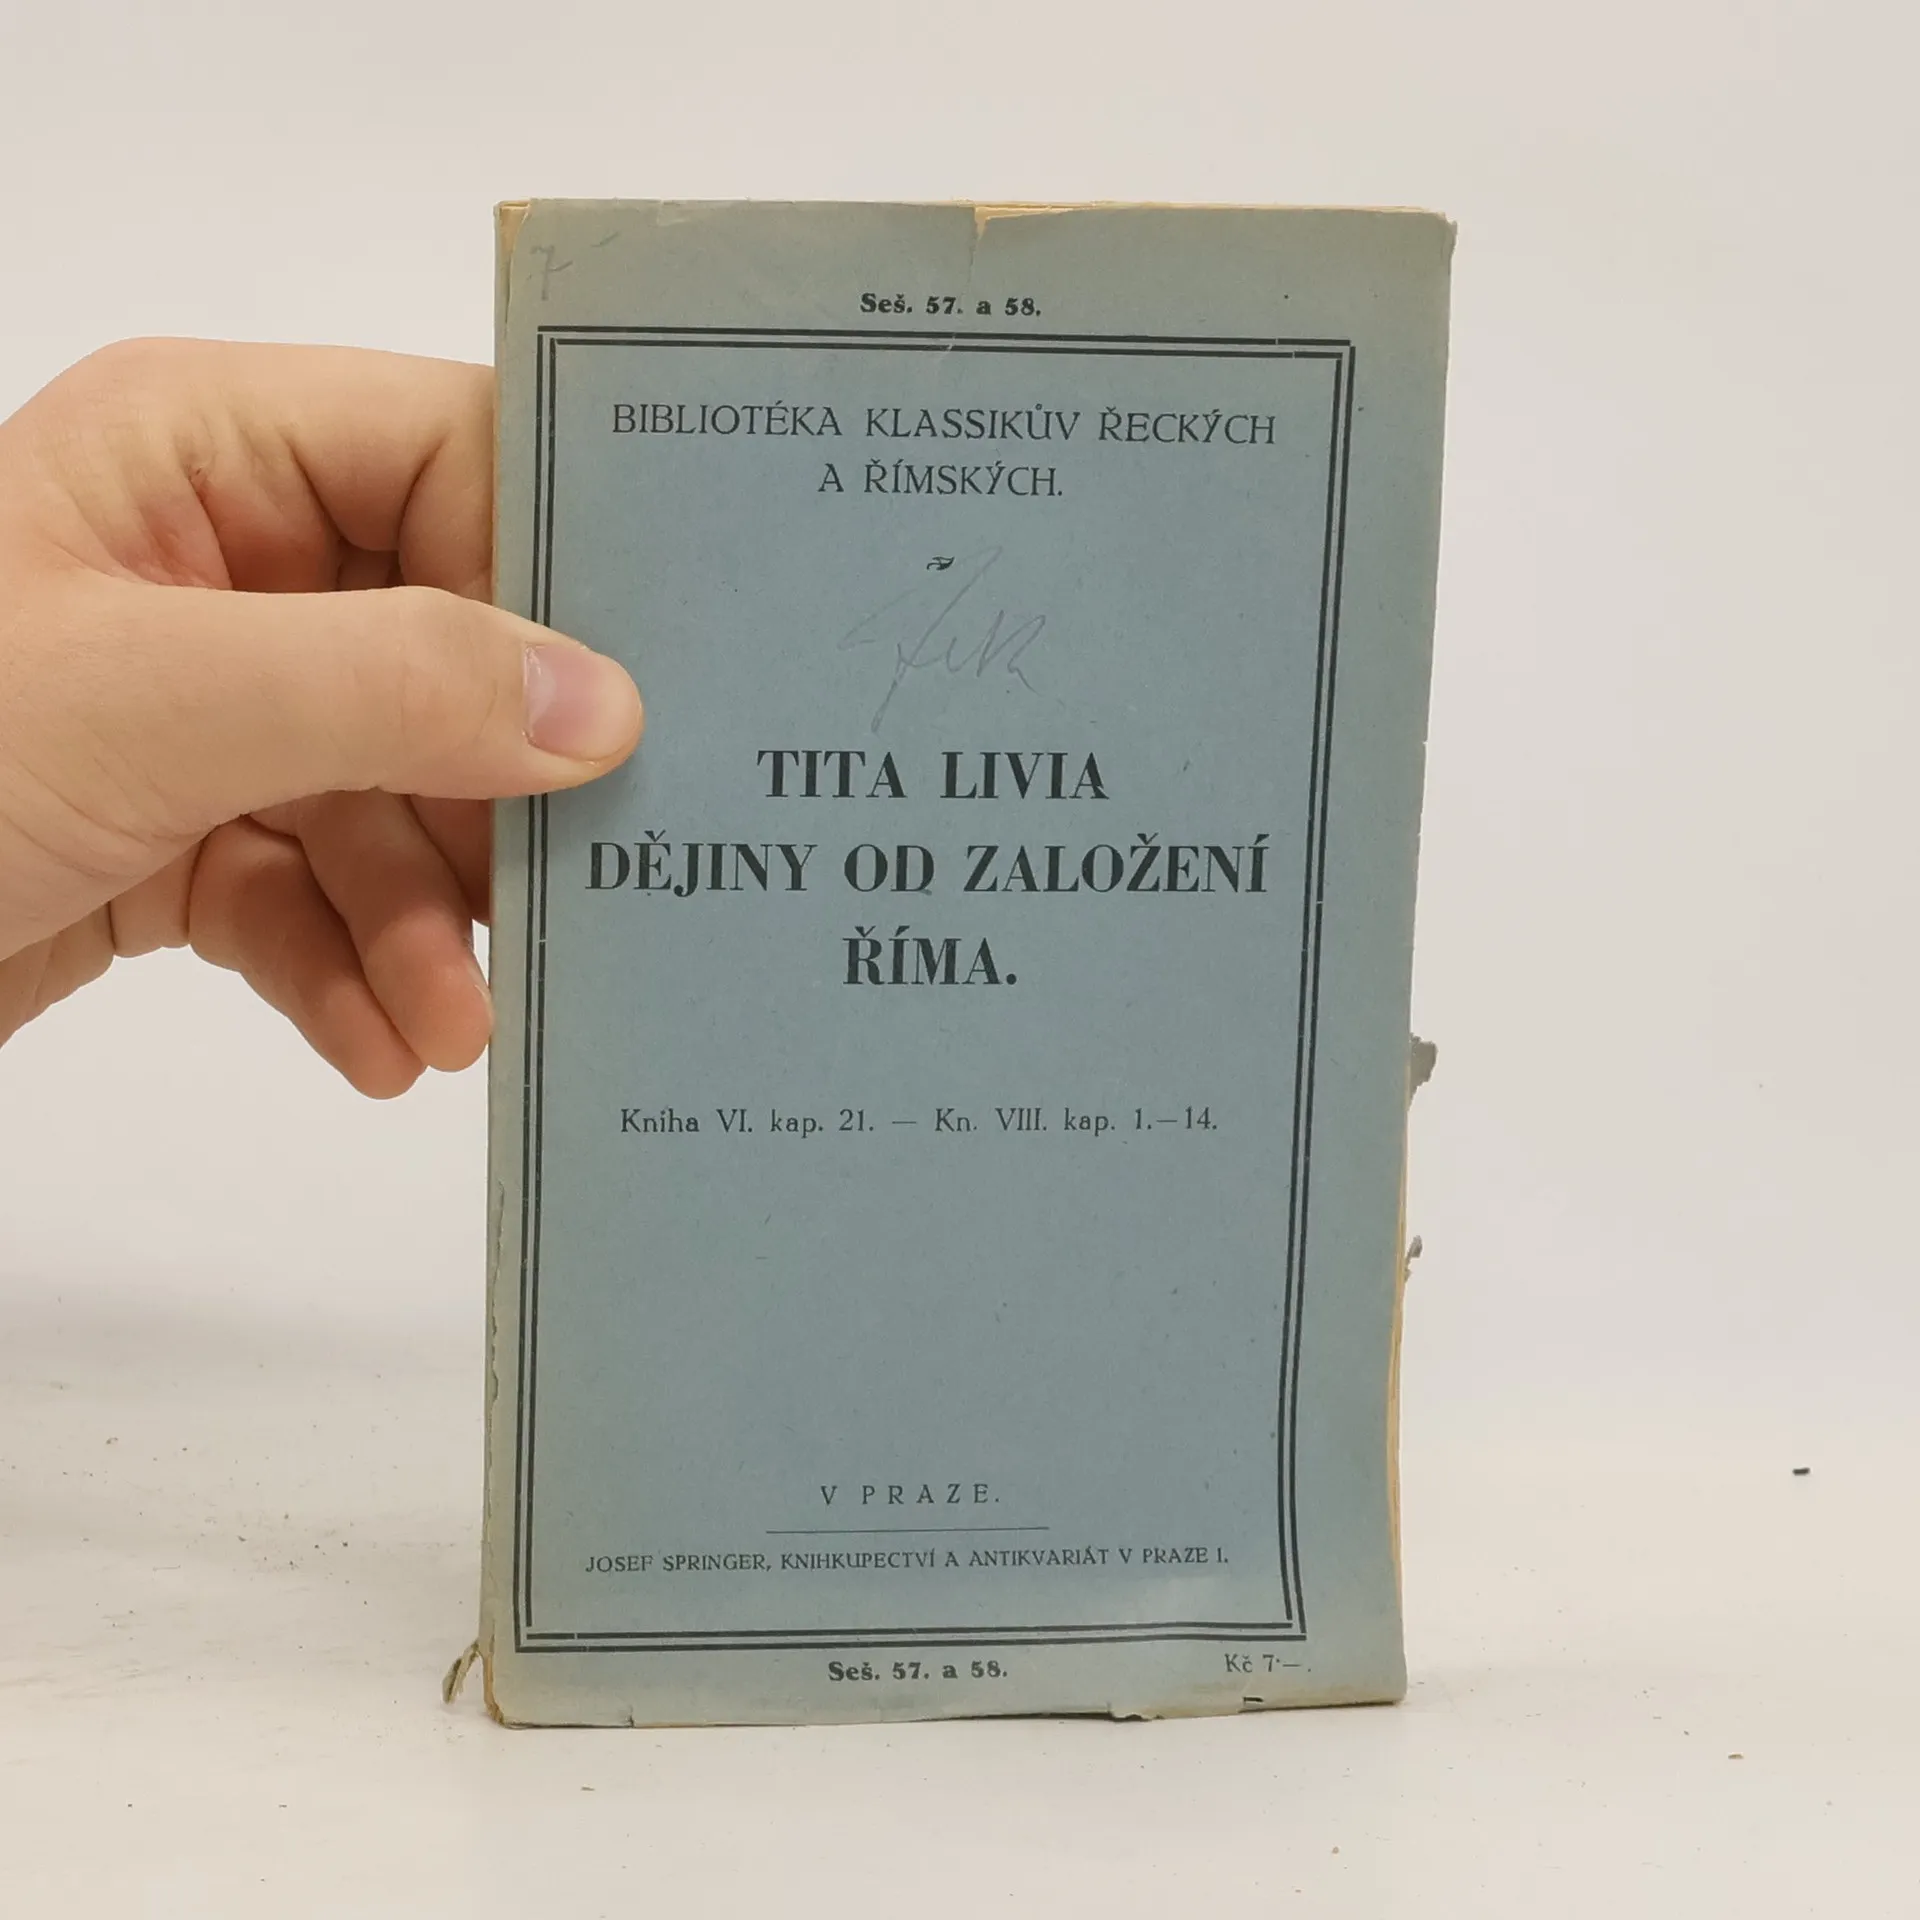 7
Seš. 57. a 58.
BIBLIOTÉKA KLASSIKŮV ŘECKÝCH
A ŘÍMSKÝCH.
TITA LIVIA
DĚJINY OD ZALOŽENÍ
ŘÍMA.
Kniha VI. kap. 21. — Kn. VIII. kap. 1.—14.
V PRAZE.
JOSEF SPRINGER, KNIHKUPECTVÍ A ANTIKVARIÁT V PRAZE I.
Seš. 57. a 58.
Kč 7·—.